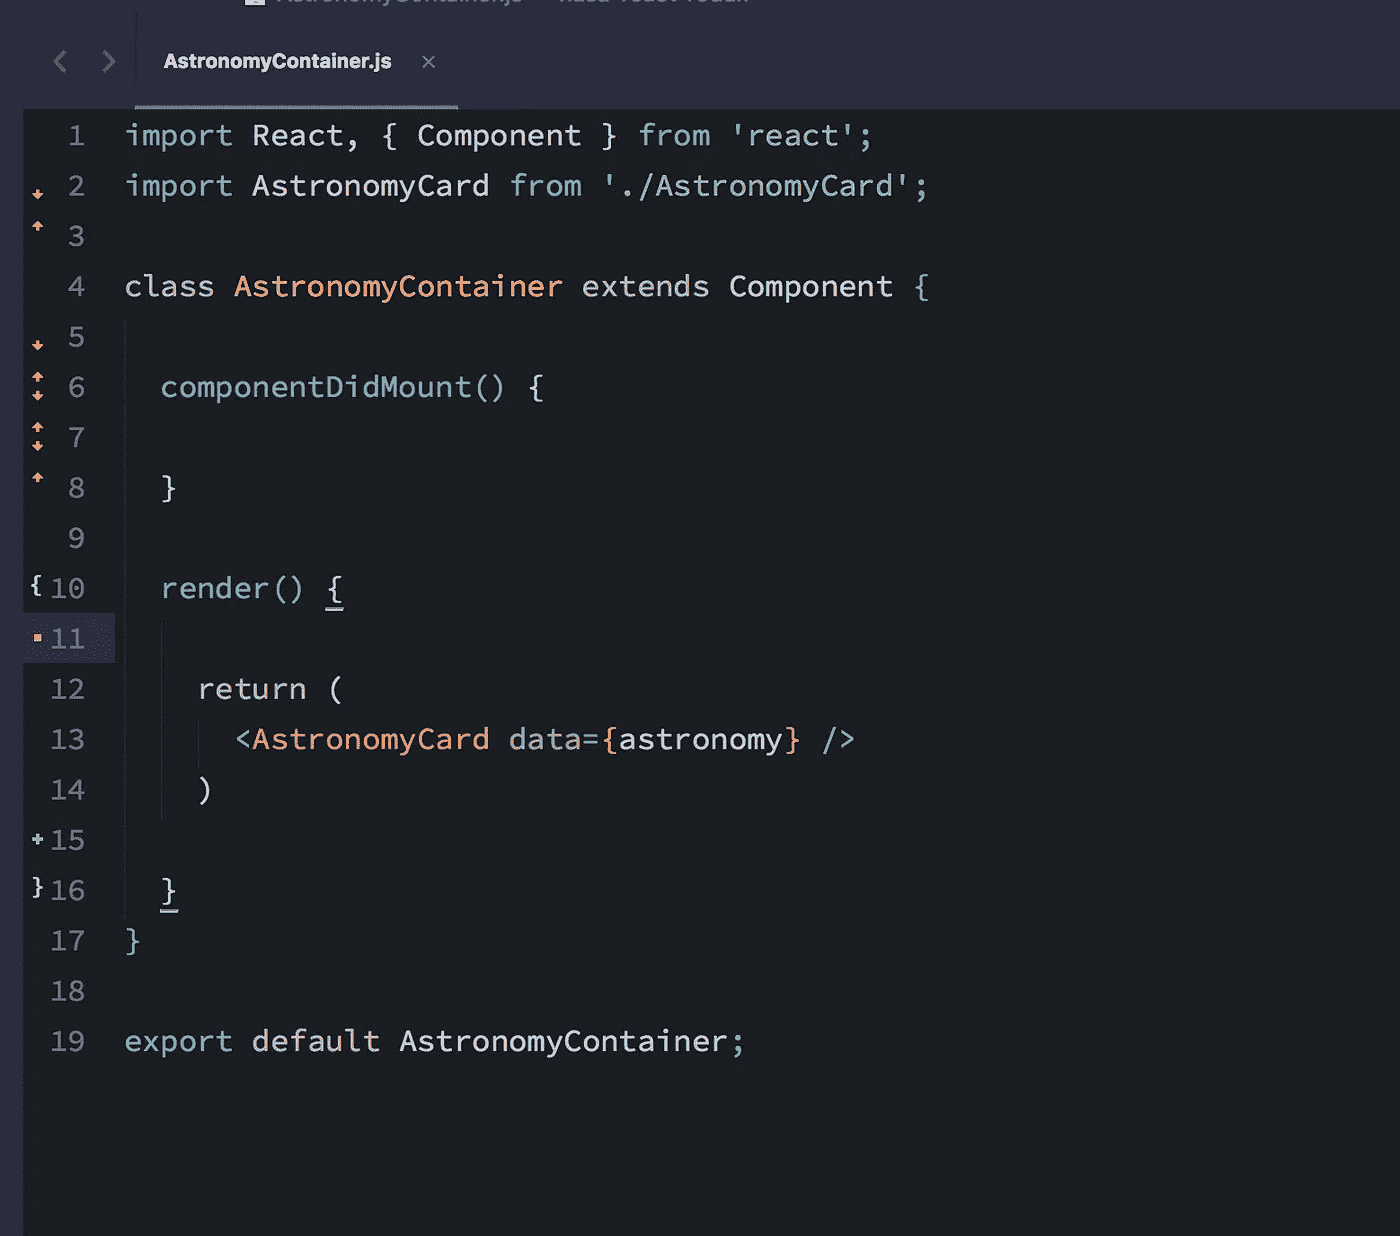 AstronomyContainer.js
1 import React, { Component } from 'react';
2 import AstronomyCard from './AstronomyCard';
3
4 class AstronomyContainer extends Component {
5
6 componentDidMount() {
7
8 }
9
10 render() {
11
12 return (
13 <AstronomyCard data={astronomy} />
14 )
15
16 }
17 }
18
19 export default AstronomyContainer;